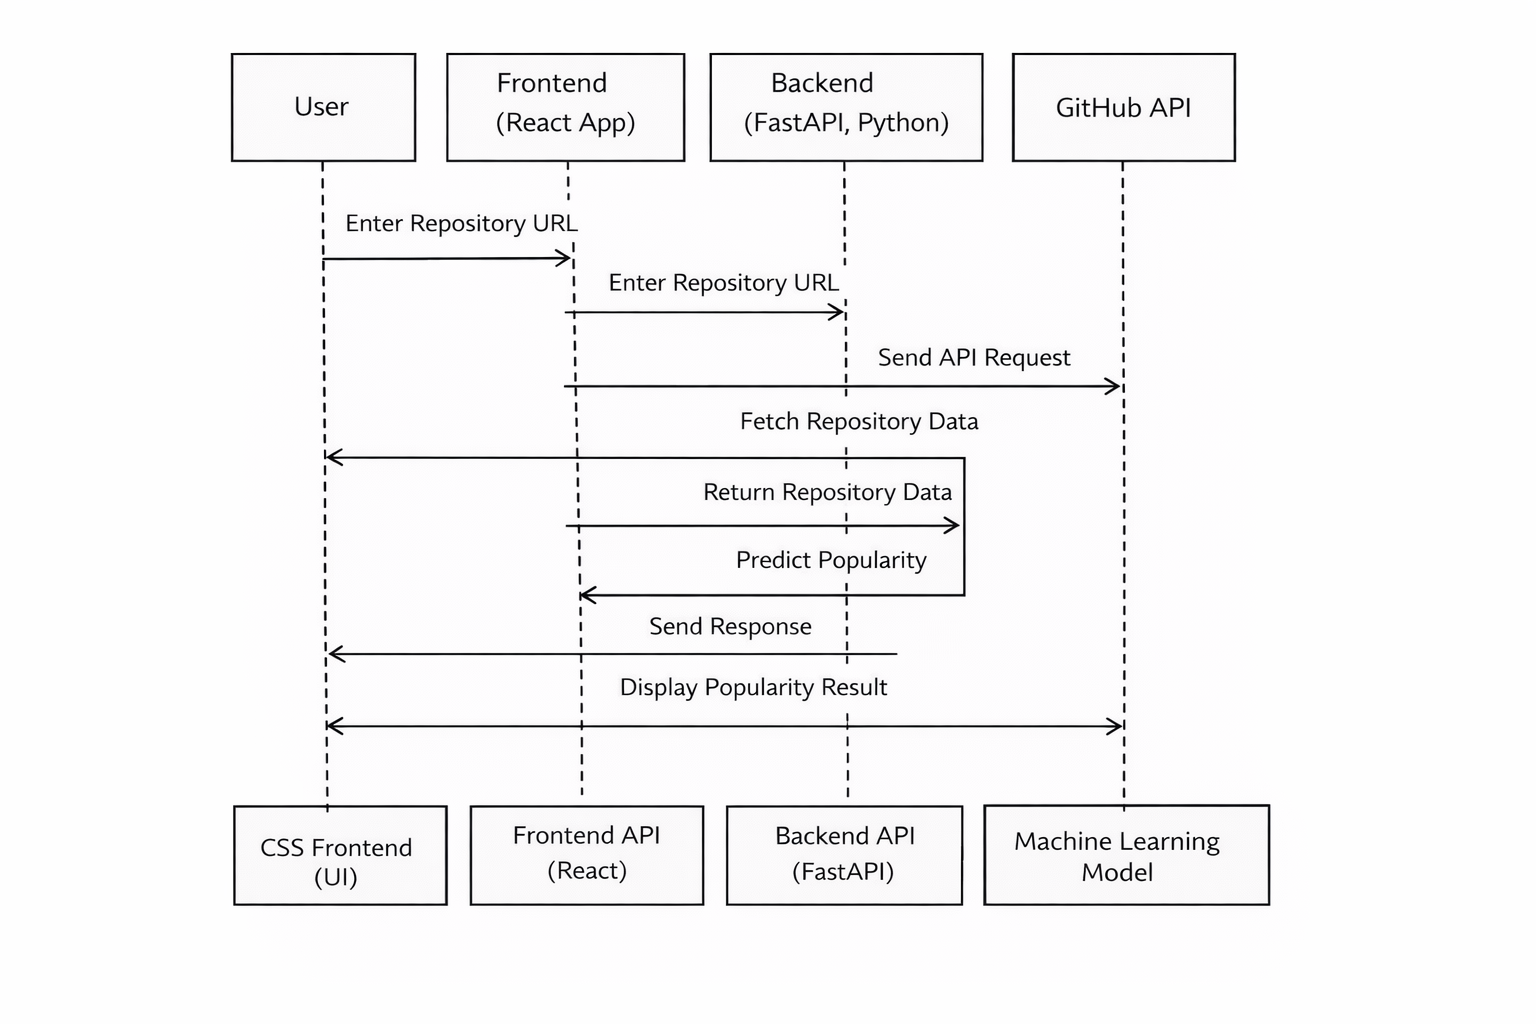 User
Frontend
(React App)
Backend
(FastAPI, Python)
GitHub API
Enter Repository URL
Enter Repository URL
Send API Request
Fetch Repository Data
Return Repository Data
Predict Popularity
Send Response
Display Popularity Result
CSS Frontend
(UI)
Frontend API
(React)
Backend API
(FastAPI)
Machine Learning
Model